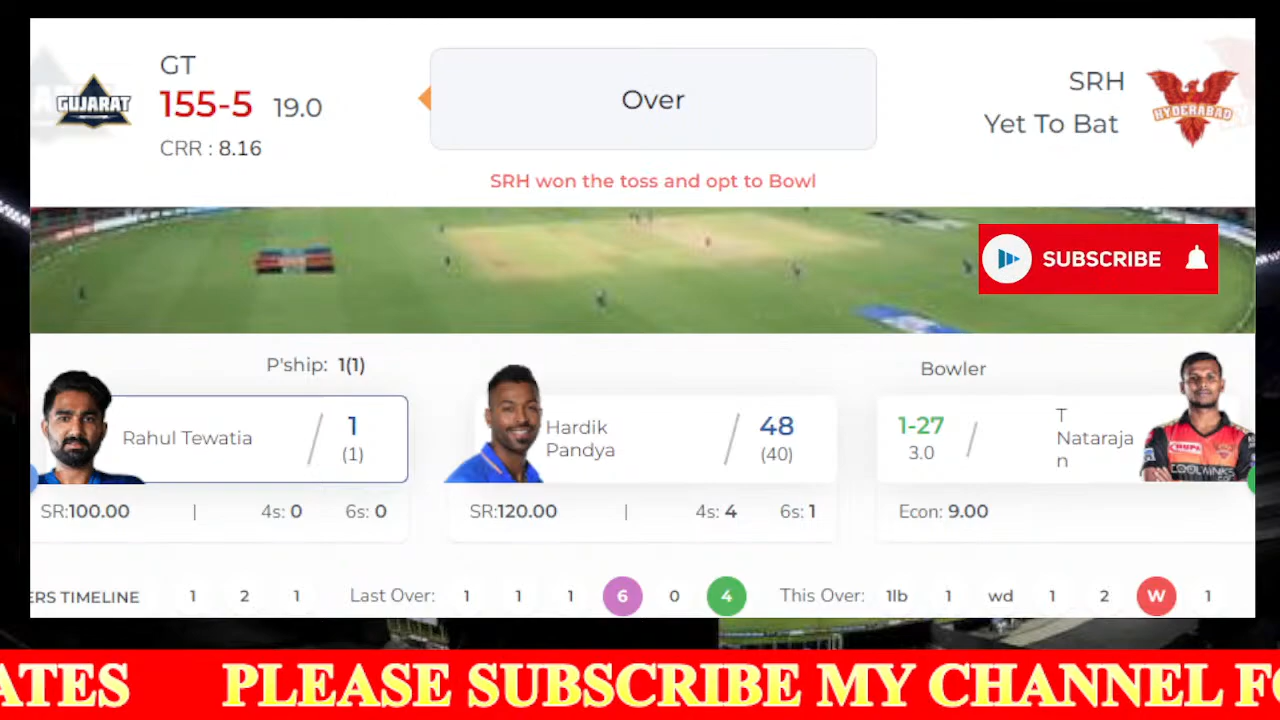 GT
155-5 19.0
CRR : 8.16
GUJARAT
Over
SRH
Yet To Bat
HYDERABAD
SRH won the toss and opt to Bowl
SUBSCRIBE
P'ship: 1(1)
Bowler
Rahul Tewatia / 1
(1)
Hardik
Pandya / 48
(40)
1-27 /
3.0
T
Nataraja
n
SR:100.00 | 4s: 0 6s: 0
SR:120.00 | 4s: 4 6s: 1
Econ: 9.00
ERS TIMELINE 1 2 1 Last Over: 1 1 1 6 0 4 This Over: 1lb 1 wd 1 2 W 1
ATES PLEASE SUBSCRIBE MY CHANNEL FO